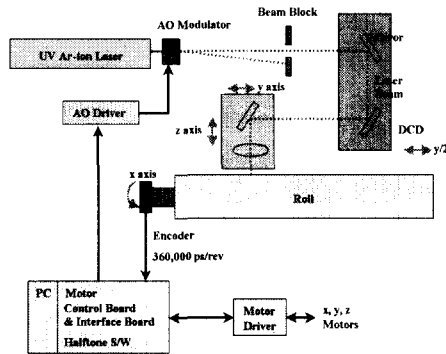 Beam Block
AO Modulator
UV Ar-ion Laser
Mirror
Laser
Beam
y axis
AO Driver
z axis
DCD
y/2
x axis
Roll
Encoder
360,000 ps/rev
PC
Motor
Control Board
& Interface Board
Halftone S/W
Motor
Driver
x, y, z
Motors